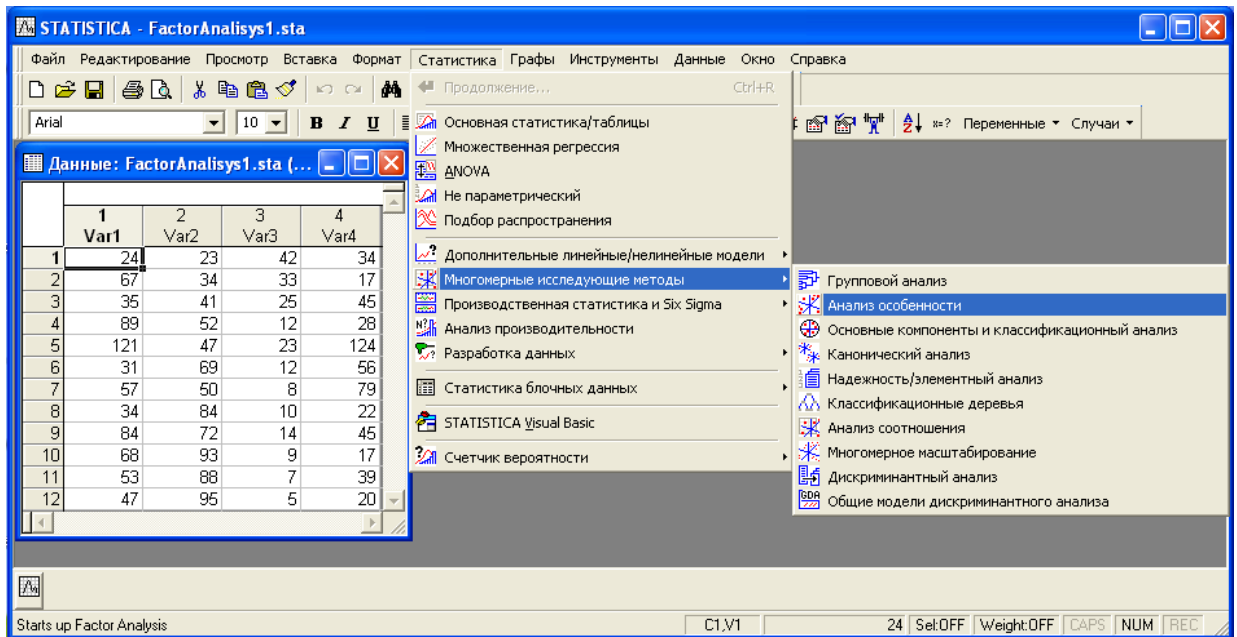 STATISTICA - FactorAnalisys1.sta
Файл Редактирование Просмотр Вставка Формат Статистика Графы Инструменты Данные Окно Справка
Продолжение... Ctrl+R
Arial 10 B I U
Основная статистика/таблицы
x=? Переменные Случаи
Множественная регрессия
ANOVA
Не параметрический
Подбор распространения
Дополнительные линейные/нелинейные модели
Многомерные исследующие методы
Производственная статистика и Six Sigma
Анализ производительности
Разработка данных
Статистика блочных данных
STATISTICA Visual Basic
Счетчик вероятности
Групповой анализ
Анализ особенности
Основные компоненты и классификационный анализ
Канонический анализ
Надежность/элементный анализ
Классификационные деревья
Анализ соотношения
Многомерное масштабирование
Дискриминантный анализ
Общие модели дискриминантного анализа
Данные: FactorAnalisys1.sta (...
1 2 3 4
Var1 Var2 Var3 Var4
1 24 23 42 34
2 67 34 33 17
3 35 41 25 45
4 89 52 12 28
5 121 47 23 124
6 31 69 12 56
7 57 50 8 79
8 34 84 10 22
9 84 72 14 45
10 68 93 9 17
11 53 88 7 39
12 47 95 5 20
Starts up Factor Analysis C1,V1 24 Sel:OFF Weight:OFF CAPS NUM REC